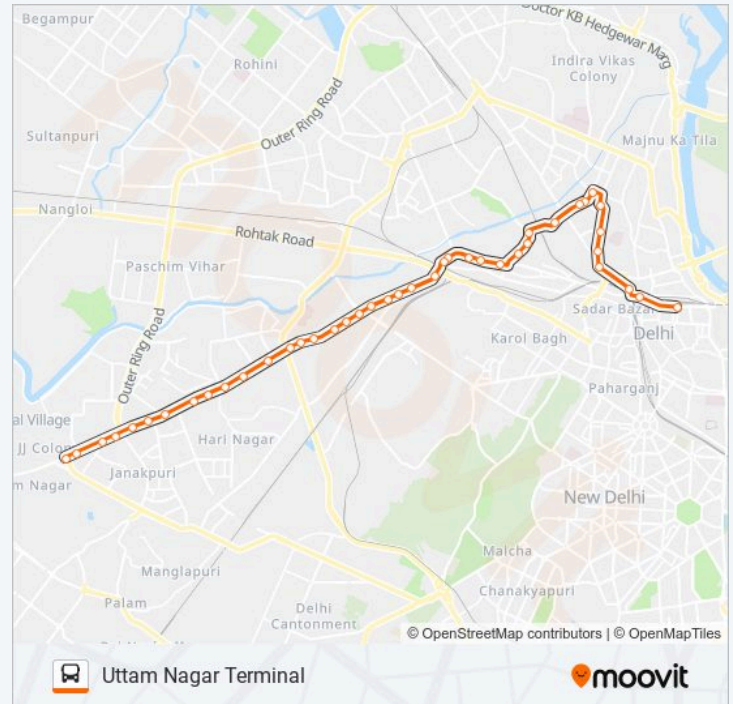 Begampur
Doctor KB Hedgewar Marg
Rohini
Indira Vikas
Colony
Outer Ring Road
Sultanpuri
Majnu Ka Tila
Nangloi
Rohtak Road
Paschim Vihar
Sadar Bazar
Delhi
Karol Bagh
Outer Ring Road
Paharganj
al Village
JJ Colon
Hari Nagar
m Nagar
Janakpuri
New Delhi
Malcha
Manglapuri
Chanakyapuri
Palam
Delhi
Cantonment
© OpenStreetMap contributors | © OpenMapTiles
Uttam Nagar Terminal
moovit